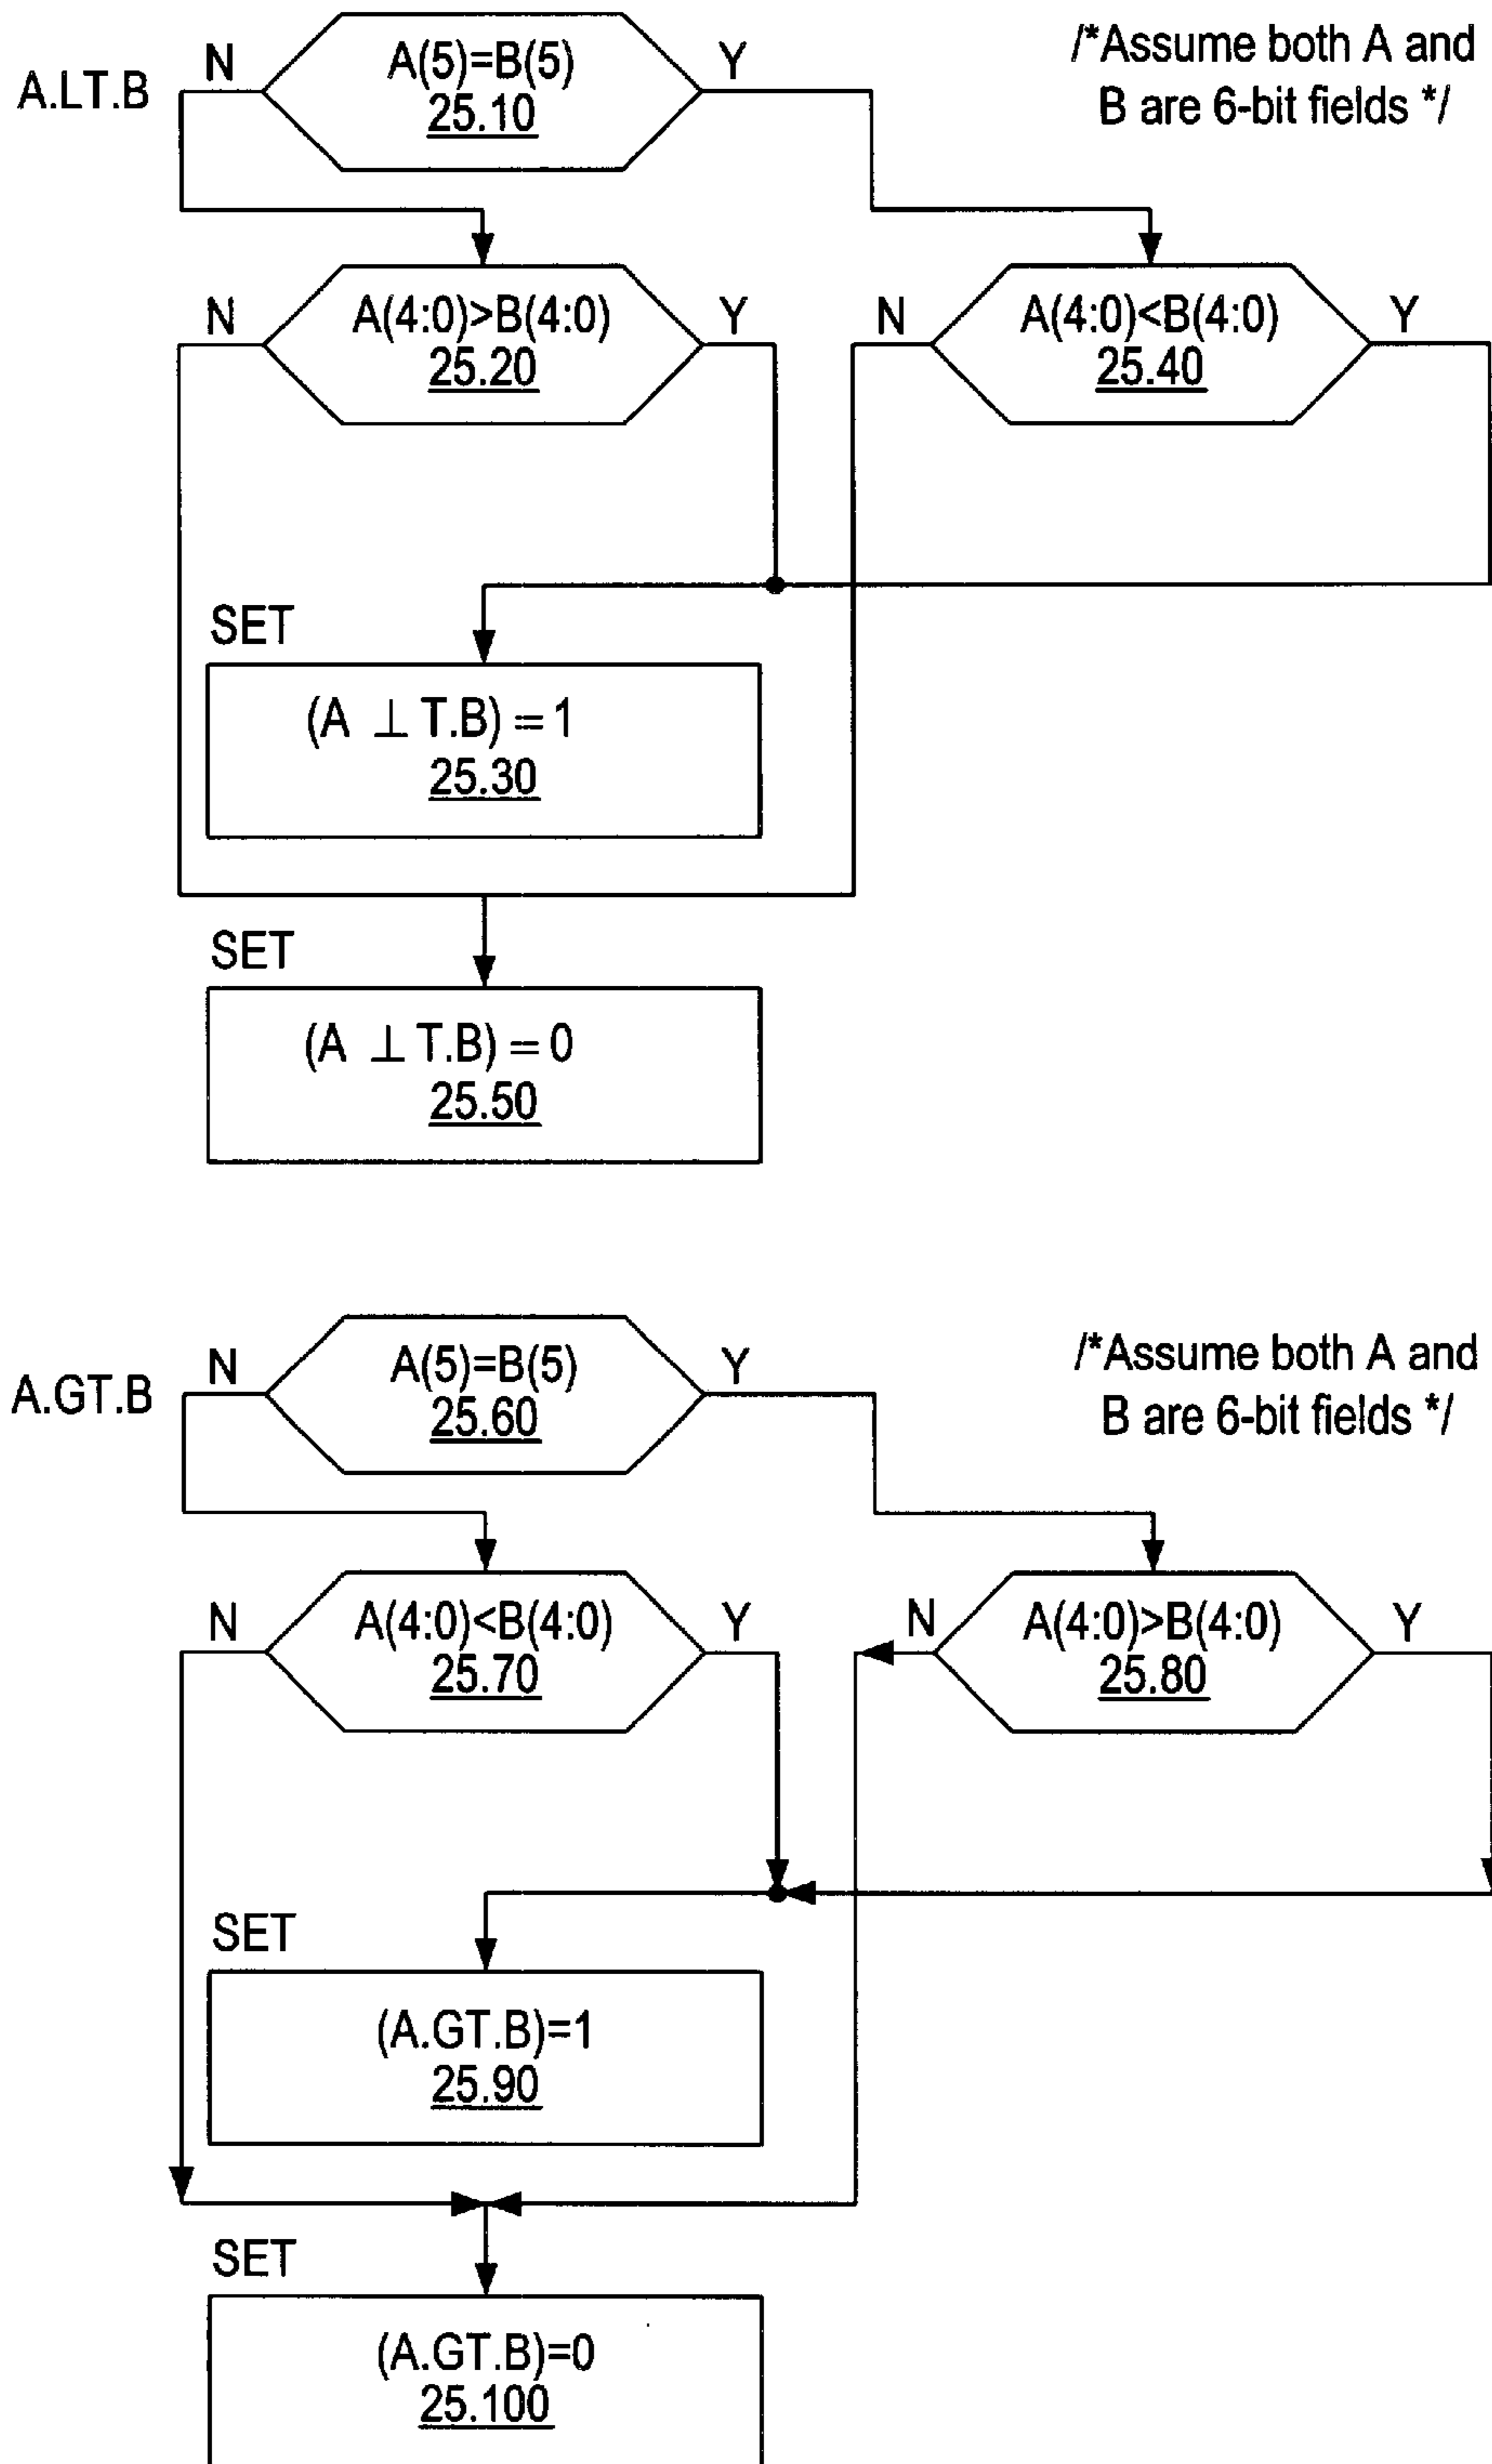 A.LT.B
N
A(5)=B(5)
25.10
Y
/*Assume both A and
B are 6-bit fields */
N
A(4:0)>B(4:0)
25.20
Y
N
A(4:0)<B(4:0)
25.40
Y
SET
(A ⊥ T.B) = 1
25.30
SET
(A ⊥ T.B) = 0
25.50
A.GT.B
N
A(5)=B(5)
25.60
Y
/*Assume both A and
B are 6-bit fields */
N
A(4:0)<B(4:0)
25.70
Y
N
A(4:0)>B(4:0)
25.80
Y
SET
(A.GT.B)=1
25.90
SET
(A.GT.B)=0
25.100